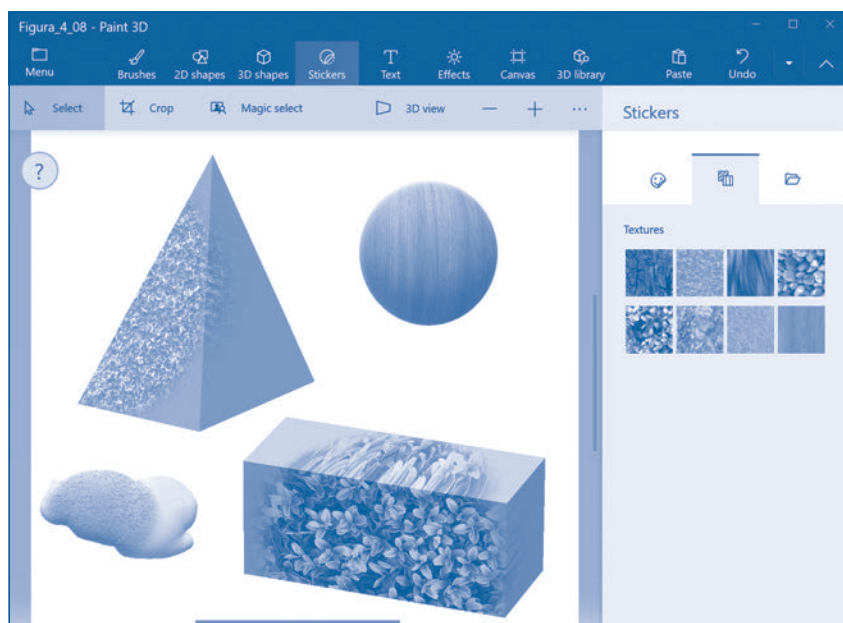 Figura_4_08 - Paint 3D
Menu Brushes 2D shapes 3D shapes Stickers Text Effects Canvas 3D library Paste Undo
Select Crop Magic select 3D view Stickers
?
Textures